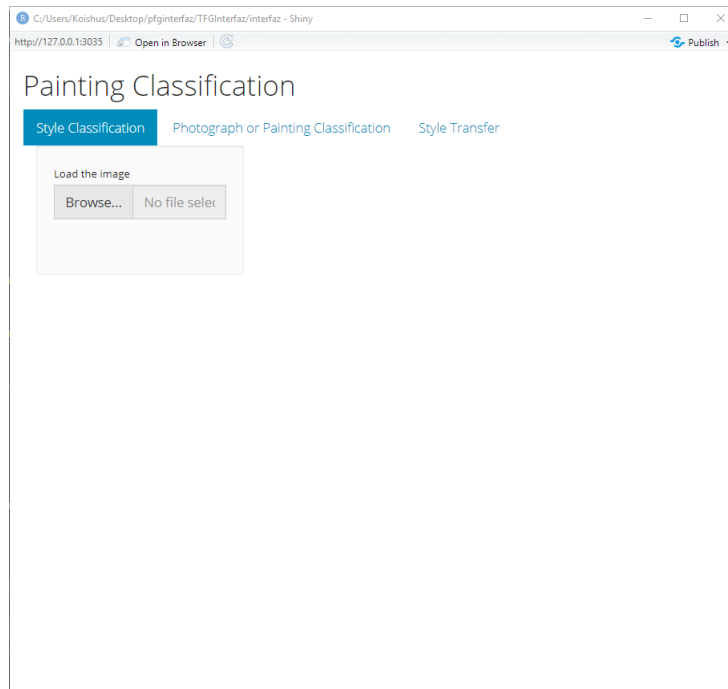 C:/Users/Koishus/Desktop/pfginterfaz/TFGInterfaz/interfaz - Shiny
http://127.0.0.1:3035 Open in Browser Publish
Painting Classification
Style Classification Photograph or Painting Classification Style Transfer
Load the image
Browse... No file selec